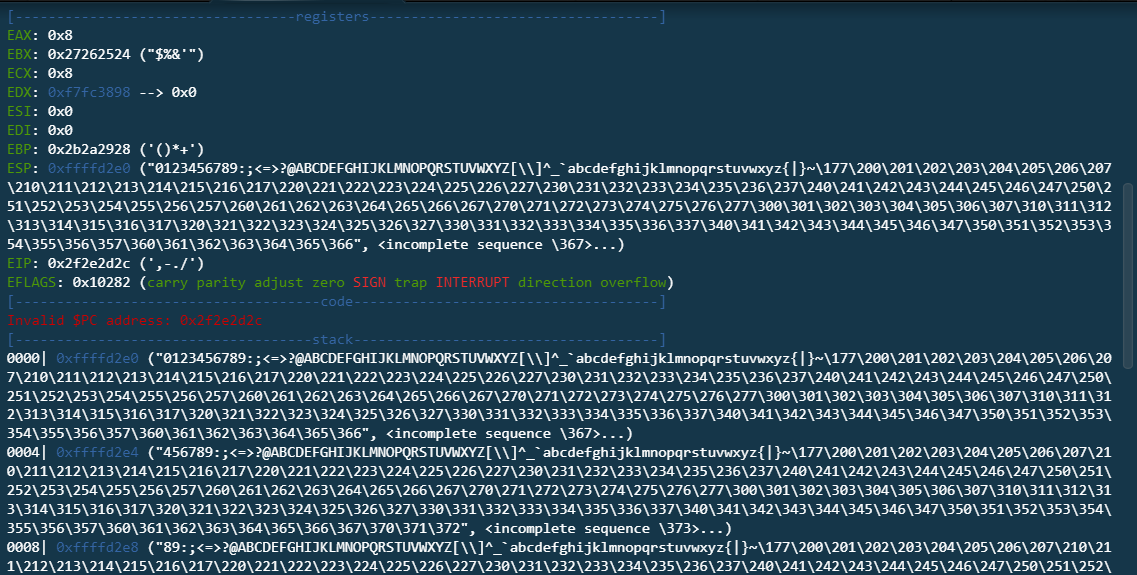 [----------------------------------registers-----------------------------------]
EAX: 0x8
EBX: 0x27262524 ("$%&'")
ECX: 0x8
EDX: 0xf7fc3898 --> 0x0
ESI: 0x0
EDI: 0x0
EBP: 0x2b2a2928 ('()*+')
ESP: 0xffffd2e0 ("0123456789:;<=>?@ABCDEFGHIJKLMNOPQRSTUVWXYZ[\\]^_`abcdefghijklmnopqrstuvwxyz{|}~\177\200\201\202\203\204\205\206\207
\210\211\212\213\214\215\216\217\220\221\222\223\224\225\226\227\230\231\232\233\234\235\236\237\240\241\242\243\244\245\246\247\250\2
51\252\253\254\255\256\257\260\261\262\263\264\265\266\267\270\271\272\273\274\275\276\277\300\301\302\303\304\305\306\307\310\311\312
\313\314\315\316\317\320\321\322\323\324\325\326\327\330\331\332\333\334\335\336\337\340\341\342\343\344\345\346\347\350\351\352\353\3
54\355\356\357\360\361\362\363\364\365\366", <incomplete sequence \367>...)
EIP: 0x2f2e2d2c (',-./')
EFLAGS: 0x10282 (carry parity adjust zero SIGN trap INTERRUPT direction overflow)
[-------------------------------------code-------------------------------------]
Invalid $PC address: 0x2f2e2d2c
[------------------------------------stack-------------------------------------]
0000| 0xffffd2e0 ("0123456789:;<=>?@ABCDEFGHIJKLMNOPQRSTUVWXYZ[\\]^_`abcdefghijklmnopqrstuvwxyz{|}~\177\200\201\202\203\204\205\206\20
7\210\211\212\213\214\215\216\217\220\221\222\223\224\225\226\227\230\231\232\233\234\235\236\237\240\241\242\243\244\245\246\247\250\
251\252\253\254\255\256\257\260\261\262\263\264\265\266\267\270\271\272\273\274\275\276\277\300\301\302\303\304\305\306\307\310\311\31
2\313\314\315\316\317\320\321\322\323\324\325\326\327\330\331\332\333\334\335\336\337\340\341\342\343\344\345\346\347\350\351\352\353\
354\355\356\357\360\361\362\363\364\365\366", <incomplete sequence \367>...)
0004| 0xffffd2e4 ("456789:;<=>?@ABCDEFGHIJKLMNOPQRSTUVWXYZ[\\]^_`abcdefghijklmnopqrstuvwxyz{|}~\177\200\201\202\203\204\205\206\207\21
0\211\212\213\214\215\216\217\220\221\222\223\224\225\226\227\230\231\232\233\234\235\236\237\240\241\242\243\244\245\246\247\250\251\
252\253\254\255\256\257\260\261\262\263\264\265\266\267\270\271\272\273\274\275\276\277\300\301\302\303\304\305\306\307\310\311\312\31
3\314\315\316\317\320\321\322\323\324\325\326\327\330\331\332\333\334\335\336\337\340\341\342\343\344\345\346\347\350\351\352\353\354\
355\356\357\360\361\362\363\364\365\366\367\370\371\372", <incomplete sequence \373>...)
0008| 0xffffd2e8 ("89:;<=>?@ABCDEFGHIJKLMNOPQRSTUVWXYZ[\\]^_`abcdefghijklmnopqrstuvwxyz{|}~\177\200\201\202\203\204\205\206\207\210\21
1\212\213\214\215\216\217\220\221\222\223\224\225\226\227\230\231\232\233\234\235\236\237\240\241\242\243\244\245\246\247\250\251\252\